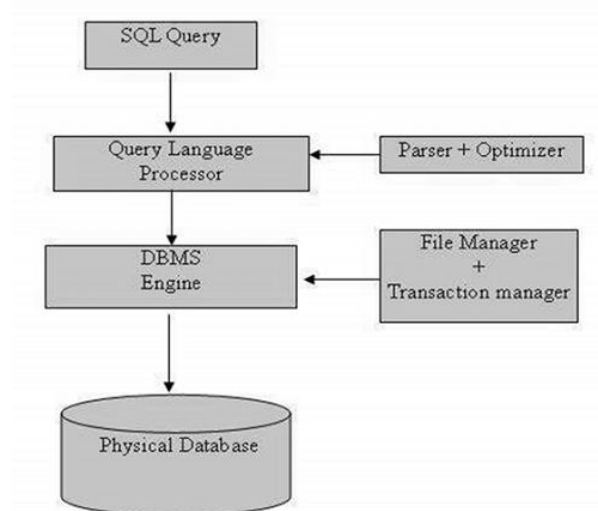 SQL Query
Query Language
Processor
Parser + Optimizer
DBMS
Engine
File Manager
+
Transaction manager
Physical Database